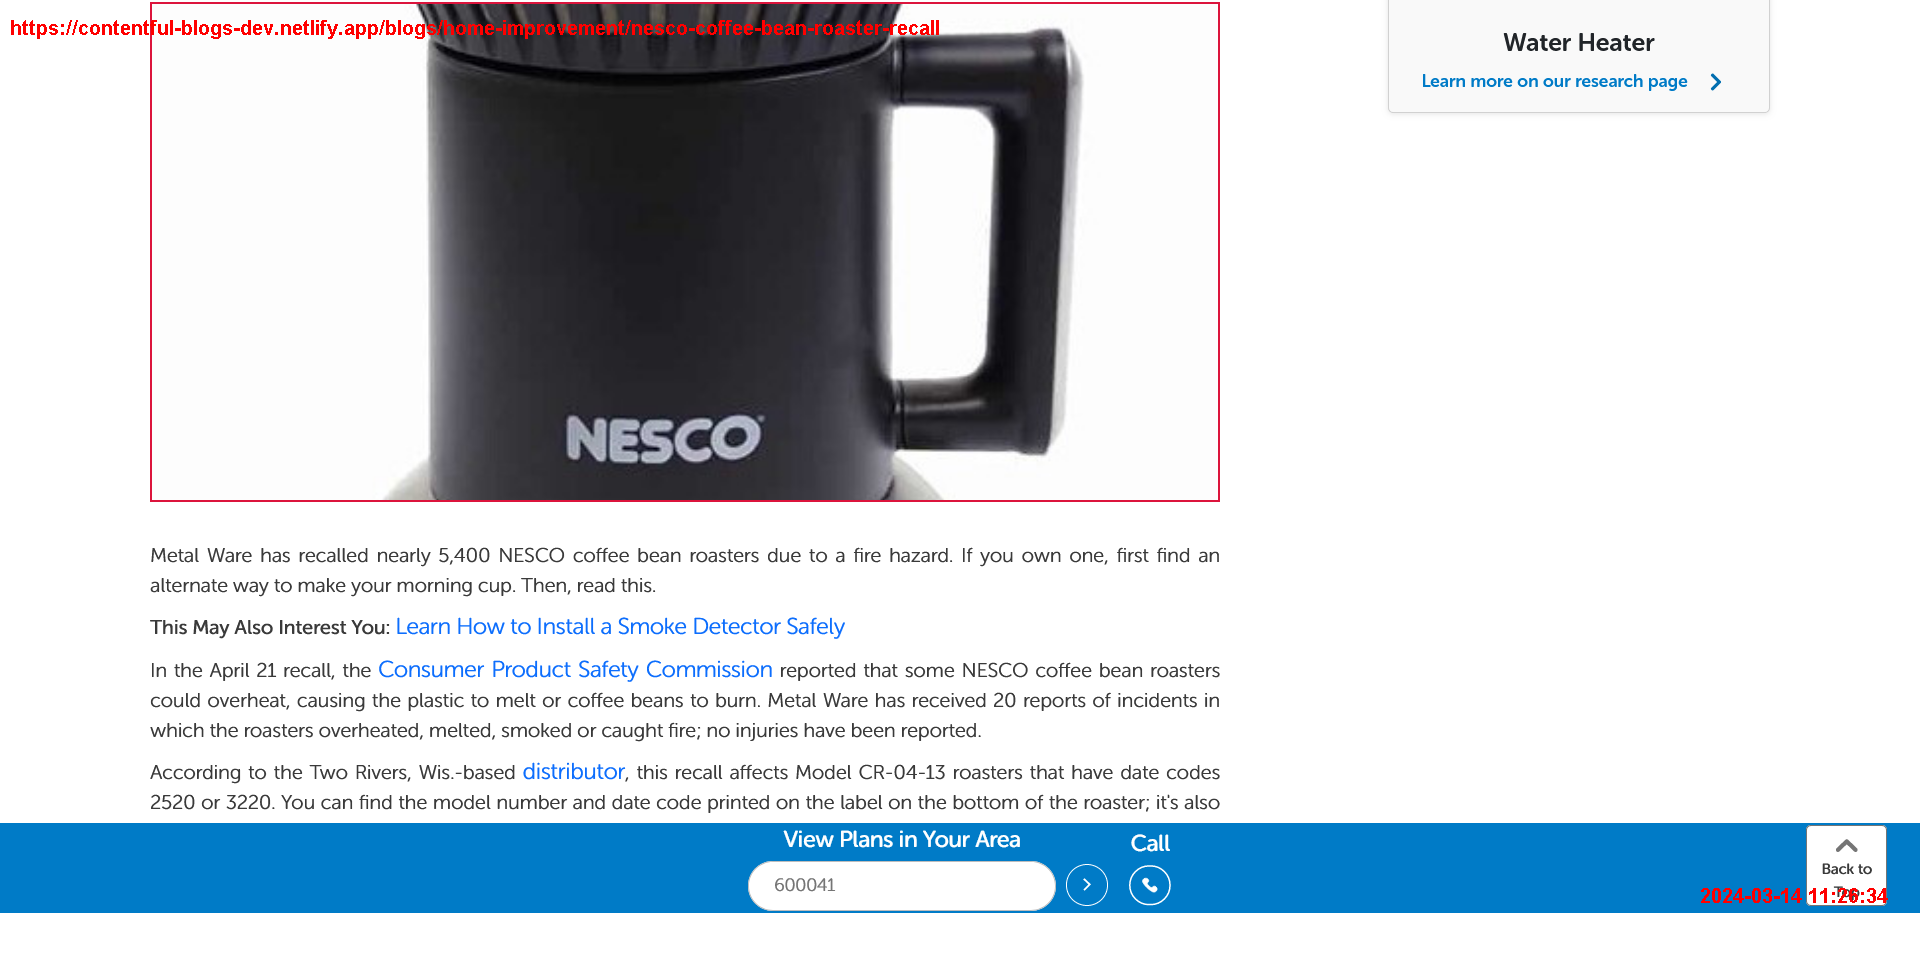 https://contentful-blogs-dev.netlify.app/blogs/home-improvement/nesco-coffee-bean-roaster-recall
Water Heater
Learn more on our research page
NESCO
Metal Ware has recalled nearly 5,400 NESCO coffee bean roasters due to a fire hazard. If you own one, first find an
alternate way to make your morning cup. Then, read this.
This May Also Interest You: Learn How to Install a Smoke Detector Safely
In the April 21 recall, the Consumer Product Safety Commission reported that some NESCO coffee bean roasters
could overheat, causing the plastic to melt or coffee beans to burn. Metal Ware has received 20 reports of incidents in
which the roasters overheated, melted, smoked or caught fire; no injuries have been reported.
According to the Two Rivers, Wis.-based distributor, this recall affects Model CR-04-13 roasters that have date codes
2520 or 3220. You can find the model number and date code printed on the label on the bottom of the roaster; it's also
View Plans in Your Area
Call
600041
Back to
Top
2024-03-14 11:26:34